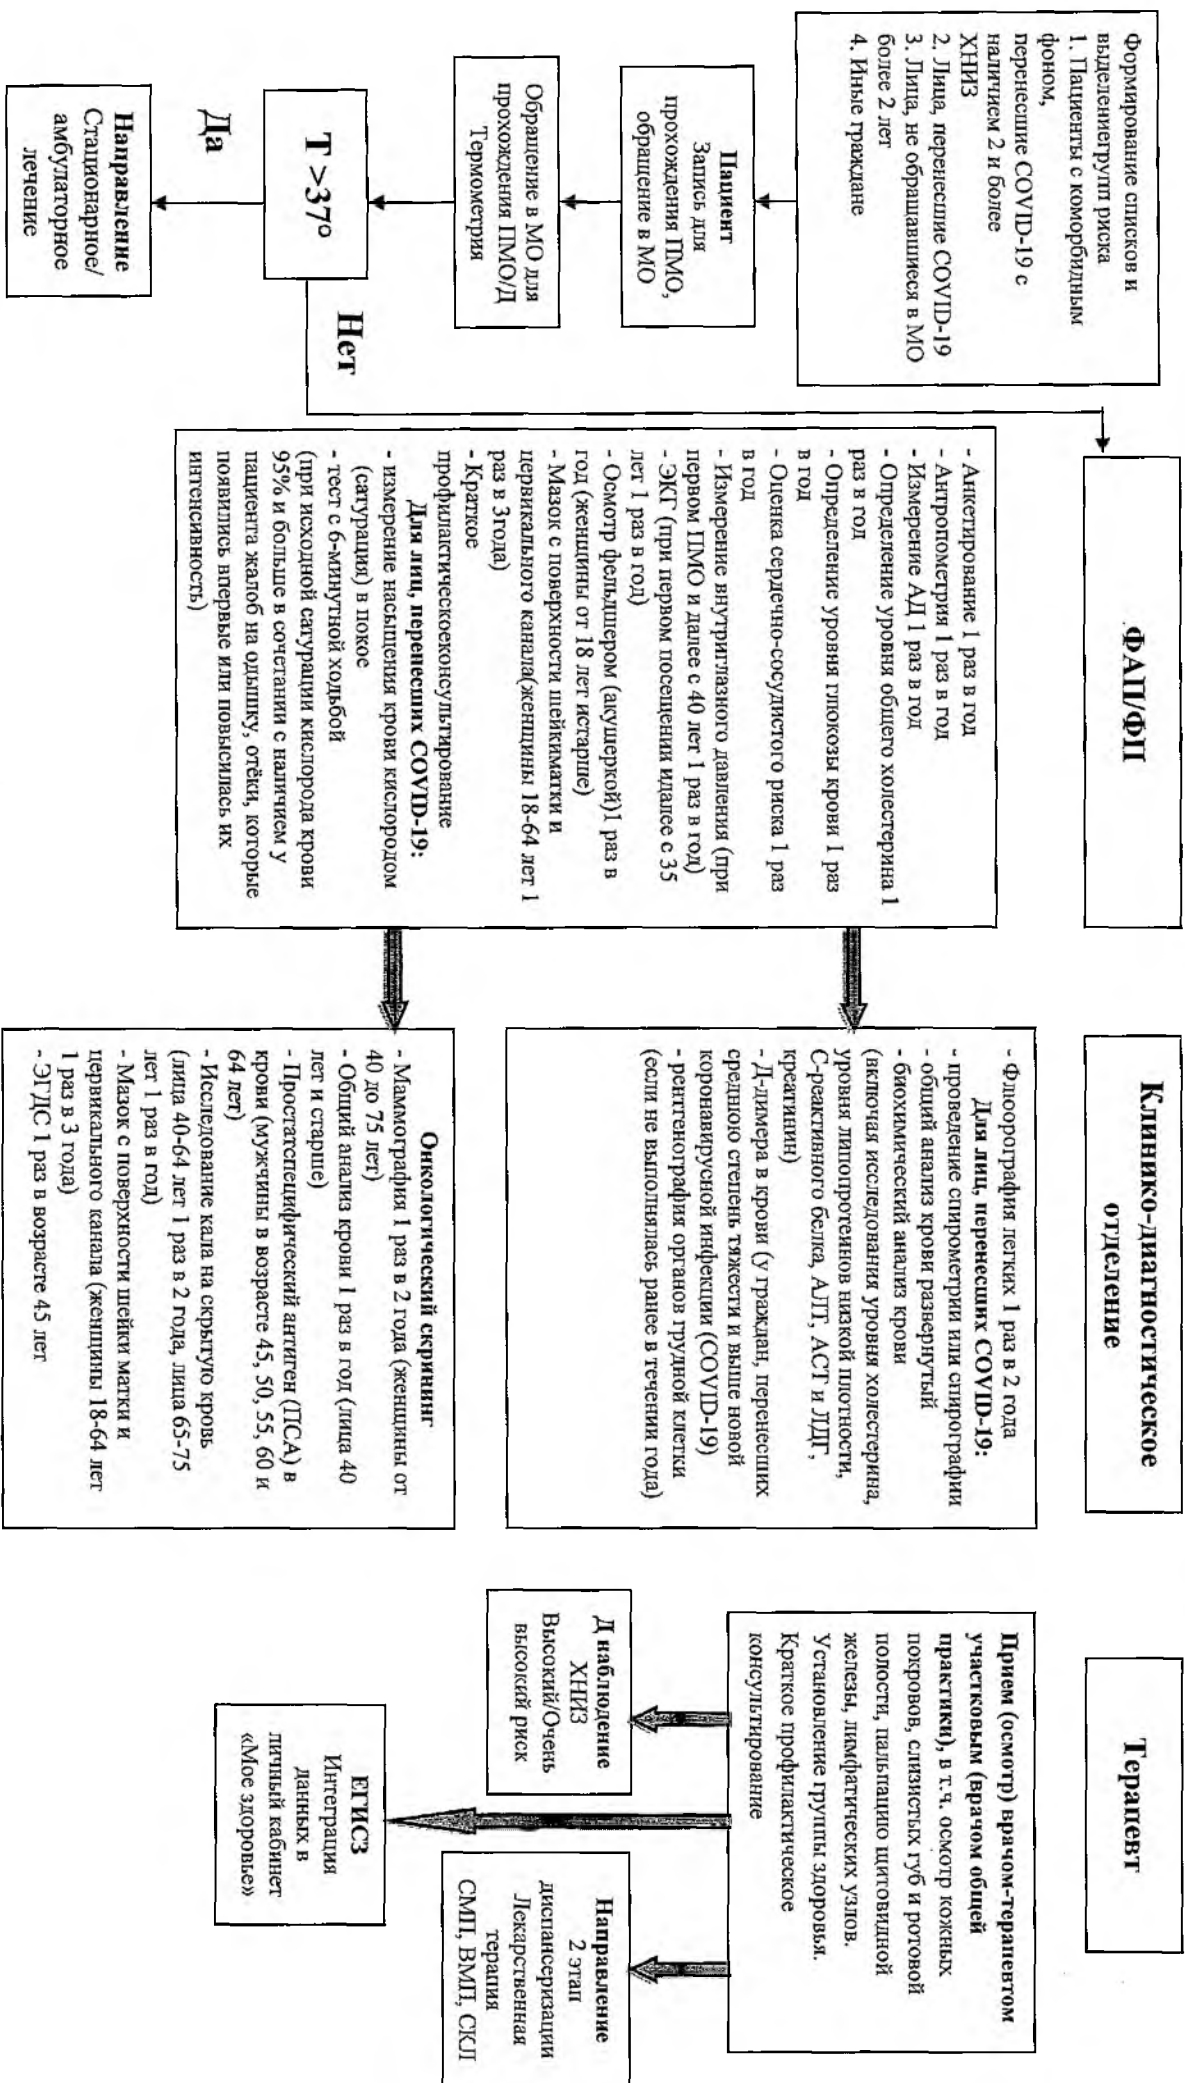 Формирование списков и
выделениегрупп риска
1. Пациенты с коморбидным
фоном,
перенесшие COVID-19 с
наличием 2 и более
ХНИЗ
2. Лица, перенесшие COVID-19
3. Лица, не обращавшиеся в МО
более 2 лет
4. Иные граждане
Пациент
Запись для
прохождения ПМО,
обращение в МО
Обращение в МО для
прохождения ПМО/Д
Термометрия
T >37°
Да
Нет
Направление
Стационарное/
амбулаторное
лечение
ФАП/ФП
- Анкетирование 1 раз в год
- Антропометрия 1 раз в год
- Измерение АД 1 раз в год
- Определение уровня общего холестерина 1
раз в год
- Определение уровня глюкозы крови 1 раз
в год
- Оценка сердечно-сосудистого риска 1 раз
в год
- Измерение внутриглазного давления (при
первом ПМО и далее с 40 лет 1 раз в год)
- ЭКГ (при первом посещении идалее с 35
лет 1 раз в год)
- Осмотр фельдшером (акушеркой)1 раз в
год (женщины от 18 лет истарше)
- Мазок с поверхности шейкиматки и
цервикального канала(женщины 18-64 лет 1
раз в 3года)
- Краткое
профилактическоеконсультирование
Для лиц, перенесших COVID-19:
- измерение насыщения крови кислородом
(сатурация) в покое
- тест с 6-минутной ходьбой
(при исходной сатурации кислорода крови
95% и больше в сочетании с наличием у
пациента жалоб на одышку, отёки, которые
появились впервые или повысилась их
интенсивность)
Клинико-диагностическое
отделение
- Флюорография легких 1 раз в 2 года
Для лиц, перенесших COVID-19:
- проведение спирометрии или спирографии
- общий анализ крови развернутый
- биохимический анализ крови
(включая исследования уровня холестерина,
уровня липопротеинов низкой плотности,
С-реактивного белка, АЛТ, АСТ и ЛДГ,
креатинин)
- Д-димера в крови (у граждан, перенесших
среднюю степень тяжести и выше новой
коронавирусной инфекции (COVID-19)
- рентгенография органов грудной клетки
(если не выполнялась ранее в течении года)
Онкологический скрининг
- Маммография 1 раз в 2 года (женщины от
40 до 75 лет)
- Общий анализ крови 1 раз в год (лица 40
лет и старше)
- Простатспецифический антиген (ПСА) в
крови (мужчины в возрасте 45, 50, 55, 60 и
64 лет)
- Исследование кала на скрытую кровь
(лица 40-64 лет 1 раз в 2 года, лица 65-75
лет 1 раз в год)
- Мазок с поверхности шейки матки и
цервикального канала (женщины 18-64 лет
1 раз в 3 года)
- ЭГДС 1 раз в возрасте 45 лет
Терапевт
Прием (осмотр) врачом-терапевтом
участковым (врачом общей
практики), в т.ч. осмотр кожных
покровов, слизистых губ и ротовой
полости, пальпацию щитовидной
железы, лимфатических узлов.
Установление группы здоровья.
Краткое профилактическое
консультирование
Д наблюдение
ХНИЗ
Высокий/Очень
высокий риск
ЕГИСЗ
Интеграция
данных в
личный кабинет
«Мое здоровье»
Направление
2 этап
диспансеризации
Лекарственная
терапия
СМП, ВМП, СКЛ